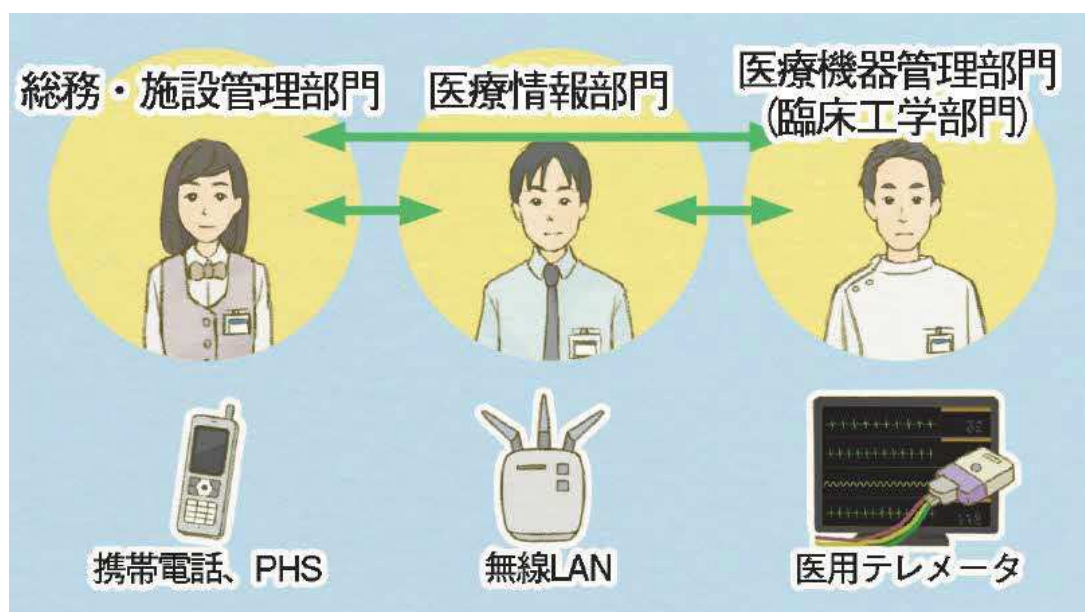 総務・施設管理部門
医療情報部門
医療機器管理部門
(臨床工学部門)
携帯電話、PHS
無線LAN
医用テレメータ